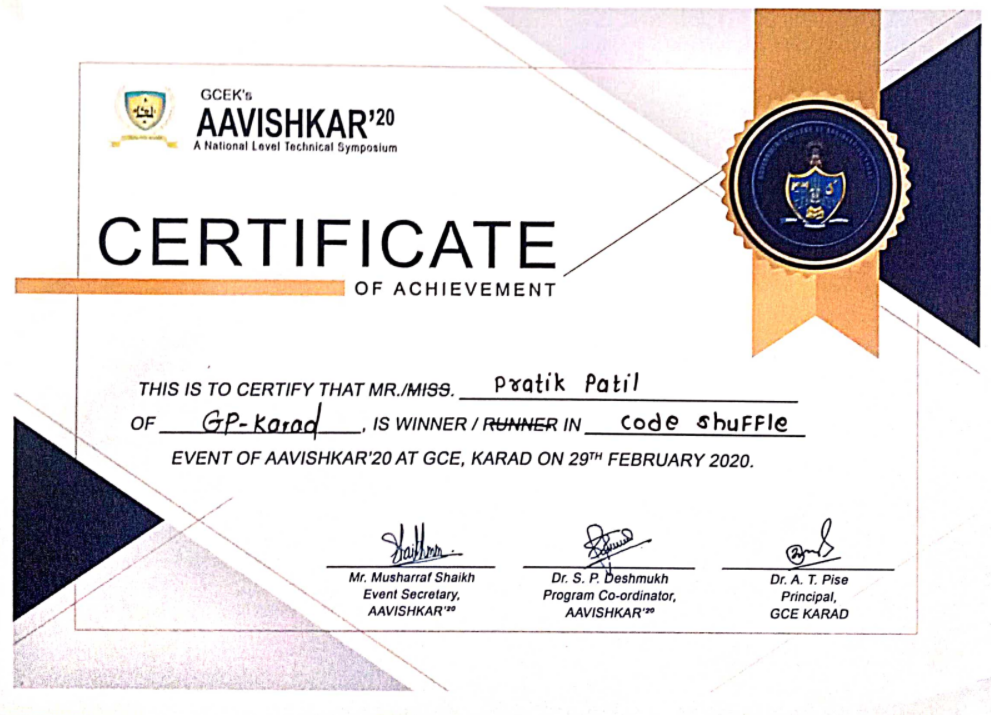 GCEK's
AAVISHKAR'20
A National Level Technical Symposium
CERTIFICATE
OF ACHIEVEMENT
THIS IS TO CERTIFY THAT MR./MISS. Pratik Patil
OF GP-Karad, IS WINNER / RUNNER IN code shuffle
EVENT OF AAVISHKAR'20 AT GCE, KARAD ON 29TH FEBRUARY 2020.
Mr. Musharraf Shaikh
Event Secretary,
AAVISHKAR'20
Dr. S. P. Deshmukh
Program Co-ordinator,
AAVISHKAR'20
Dr. A. T. Pise
Principal,
GCE KARAD